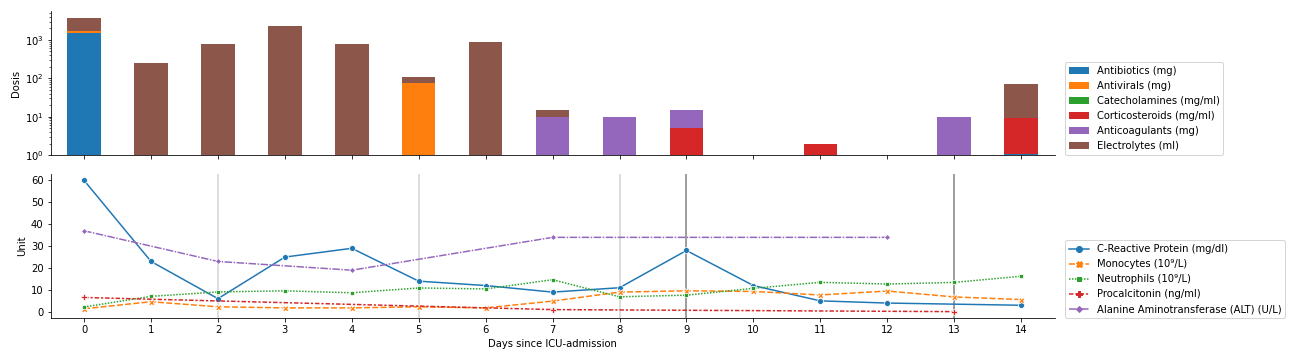 Dosis
10³
10²
10¹
10⁰
Antibiotics (mg)
Antivirals (mg)
Catecholamines (mg/ml)
Corticosteroids (mg/ml)
Anticoagulants (mg)
Electrolytes (ml)
Unit
60
50
40
30
20
10
0
0 1 2 3 4 5 6 7 8 9 10 11 12 13 14
Days since ICU-admission
C-Reactive Protein (mg/dl)
Monocytes (10⁹/L)
Neutrophils (10⁹/L)
Procalcitonin (ng/ml)
Alanine Aminotransferase (ALT) (U/L)